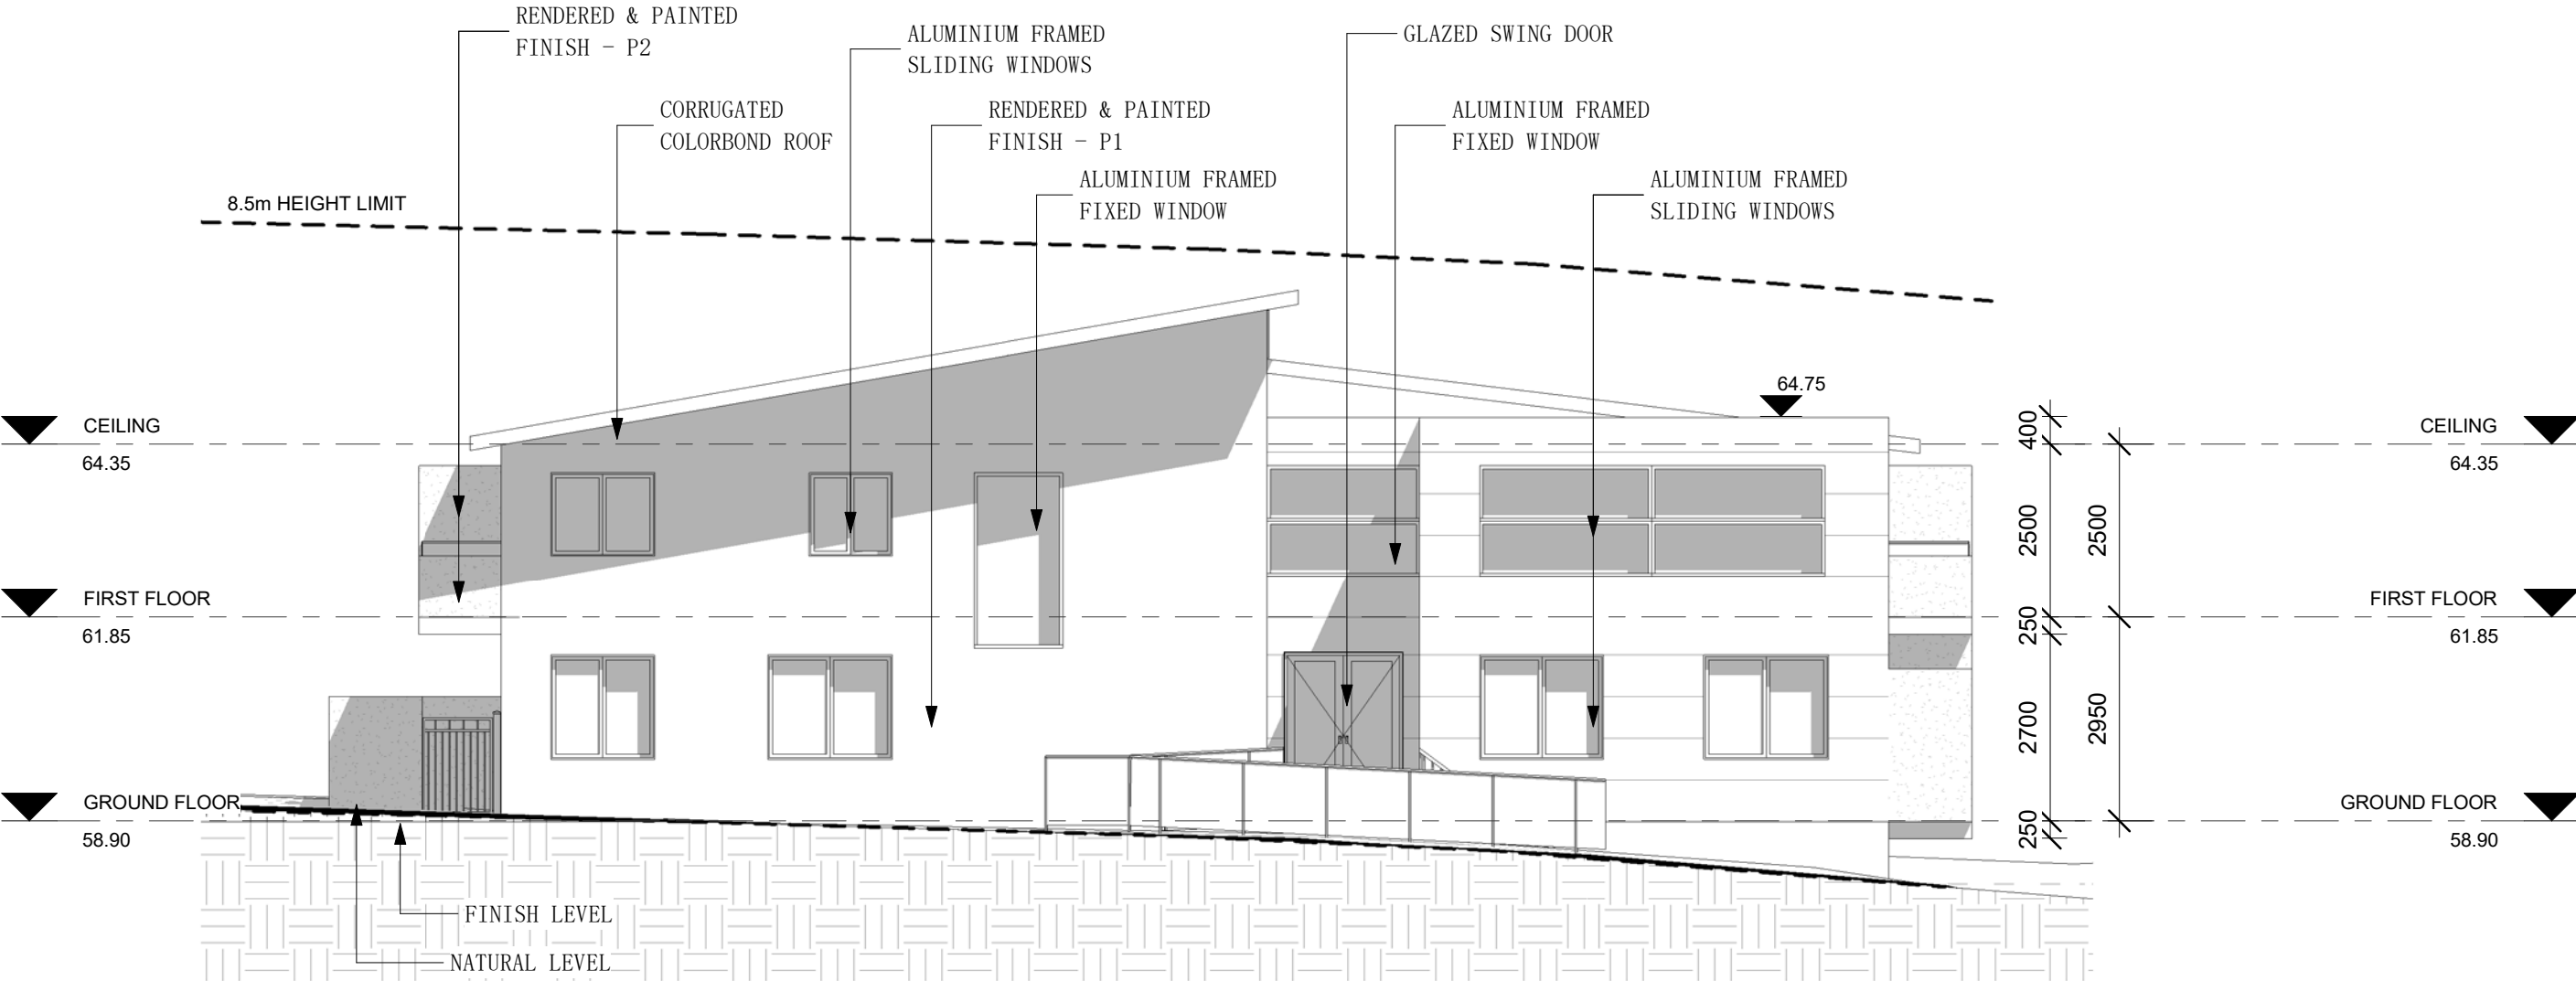 RENDERED & PAINTED
FINISH - P2
ALUMINIUM FRAMED
SLIDING WINDOWS
GLAZED SWING DOOR
CORRUGATED
COLORBOND ROOF
RENDERED & PAINTED
FINISH - P1
ALUMINIUM FRAMED
FIXED WINDOW
ALUMINIUM FRAMED
FIXED WINDOW
ALUMINIUM FRAMED
SLIDING WINDOWS
8.5m HEIGHT LIMIT
64.75
CEILING
64.35
FIRST FLOOR
61.85
GROUND FLOOR
58.90
400
2500
250
2700
250
2500
2950
CEILING
64.35
FIRST FLOOR
61.85
GROUND FLOOR
58.90
FINISH LEVEL
NATURAL LEVEL